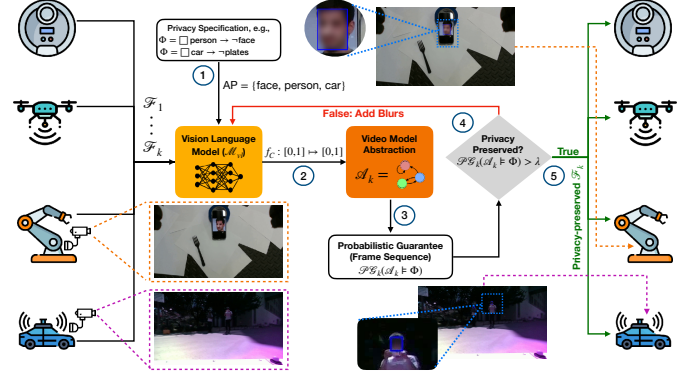 Privacy Specification, e.g.,
Φ = □ person → ¬face
Φ = □ car → ¬plates
1
AP = {face, person, car}
False: Add Blurs
4
ℱ1
⋮
ℱk
Vision Language
Model (ℳv)
f_C : [0,1] ↦ [0,1]
2
Video Model
Abstraction
𝒜k =
Privacy
Preserved?
𝒫𝒢k(𝒜k ⊨ Φ) > λ
True
5
3
Probabilistic Guarantee
(Frame Sequence)
𝒫𝒢k(𝒜k ⊨ Φ)
Privacy-preserved ℱk